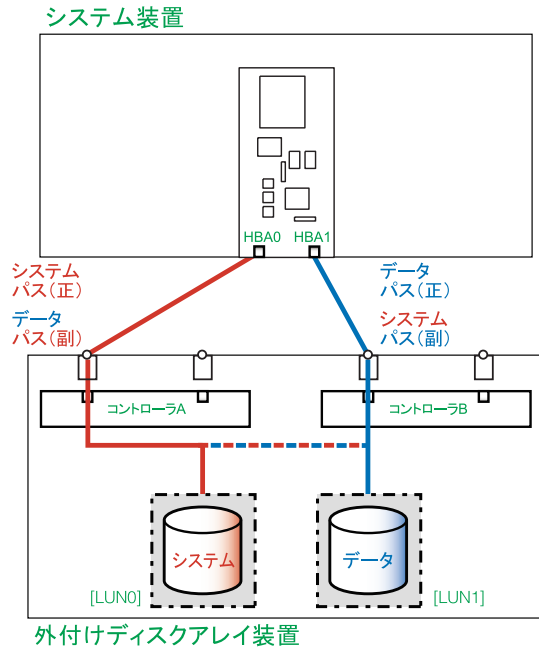 システム装置
HBA0 HBA1
システム
パス(正)
データ
パス(副)
データ
パス(正)
システム
パス(副)
コントローラA
コントローラB
システム
データ
[LUN0]
[LUN1]
外付けディスクアレイ装置